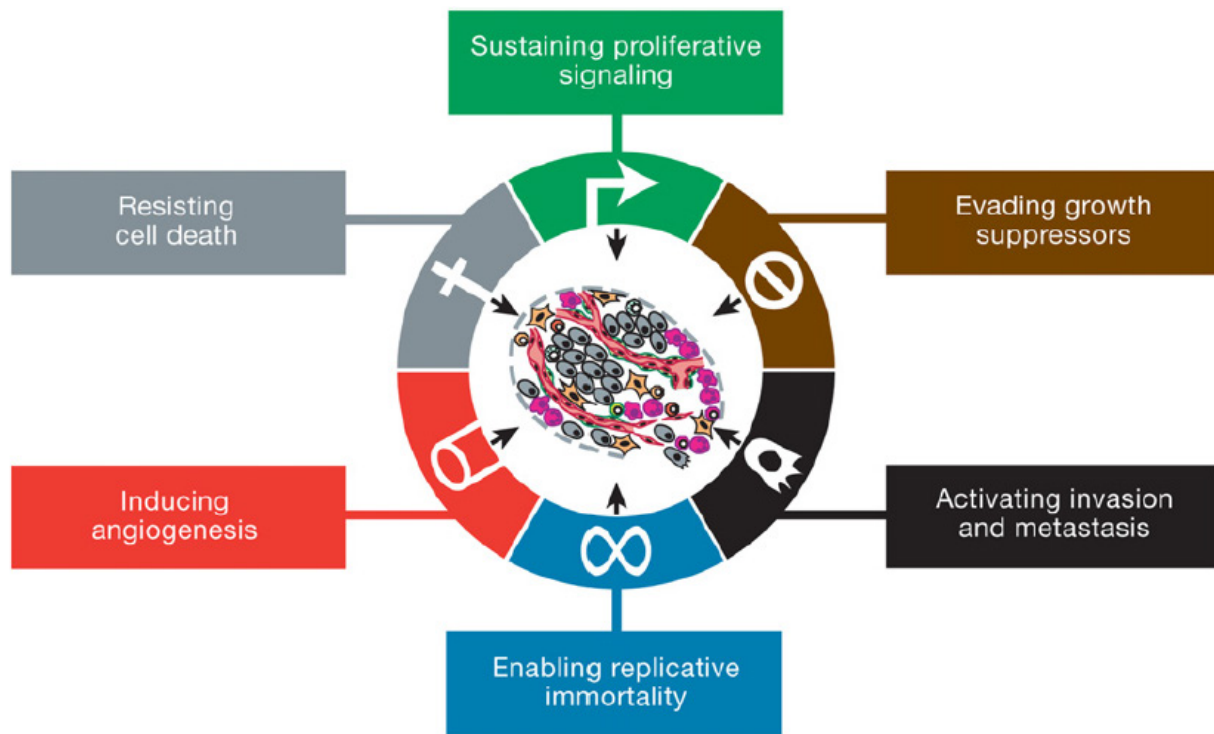 Sustaining proliferative
signaling
Resisting
cell death
Evading growth
suppressors
Inducing
angiogenesis
Activating invasion
and metastasis
Enabling replicative
immortality